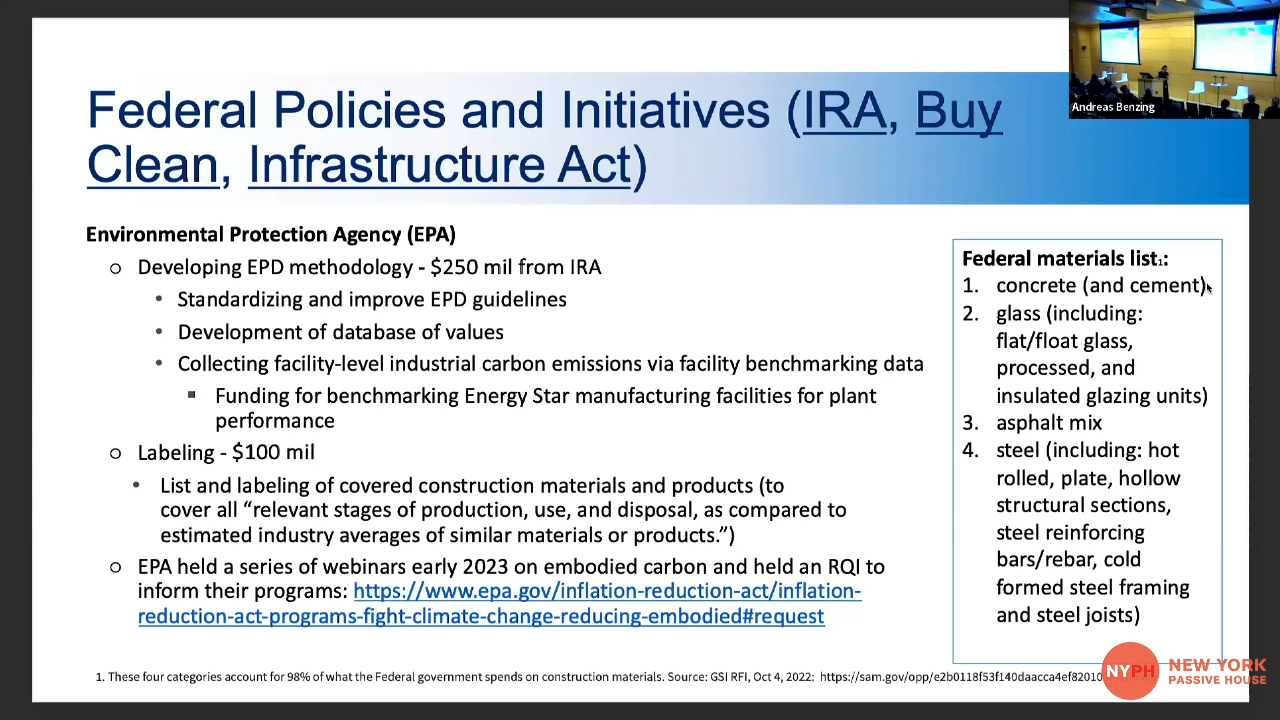 Andreas Benzing
Federal Policies and Initiatives (IRA, Buy
Clean, Infrastructure Act)
Environmental Protection Agency (EPA)
○ Developing EPD methodology - $250 mil from IRA
• Standardizing and improve EPD guidelines
• Development of database of values
• Collecting facility-level industrial carbon emissions via facility benchmarking data
▪ Funding for benchmarking Energy Star manufacturing facilities for plant
performance
○ Labeling - $100 mil
• List and labeling of covered construction materials and products (to
cover all “relevant stages of production, use, and disposal, as compared to
estimated industry averages of similar materials or products.”)
○ EPA held a series of webinars early 2023 on embodied carbon and held an RQI to
inform their programs: https://www.epa.gov/inflation-reduction-act/inflation-
reduction-act-programs-fight-climate-change-reducing-embodied#request
Federal materials list1:
1. concrete (and cement)
2. glass (including:
flat/float glass,
processed, and
insulated glazing units)
3. asphalt mix
4. steel (including: hot
rolled, plate, hollow
structural sections,
steel reinforcing
bars/rebar, cold
formed steel framing
and steel joists)
1. These four categories account for 98% of what the Federal government spends on construction materials. Source: GSI RFI, Oct 4, 2022: https://sam.gov/opp/e2b0118f53f140daacca4ef82010
NYPH
NEW YORK
PASSIVE HOUSE